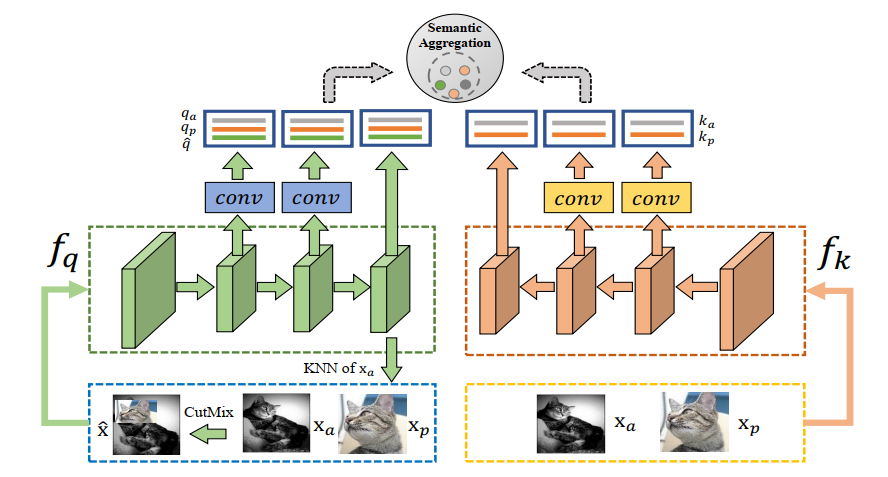 Semantic
Aggregation
q_a
q_p
q̂
k_a
k_p
conv
conv
conv
conv
f_q
f_k
KNN of x_a
x̂
CutMix
x_a
x_p
x_a
x_p